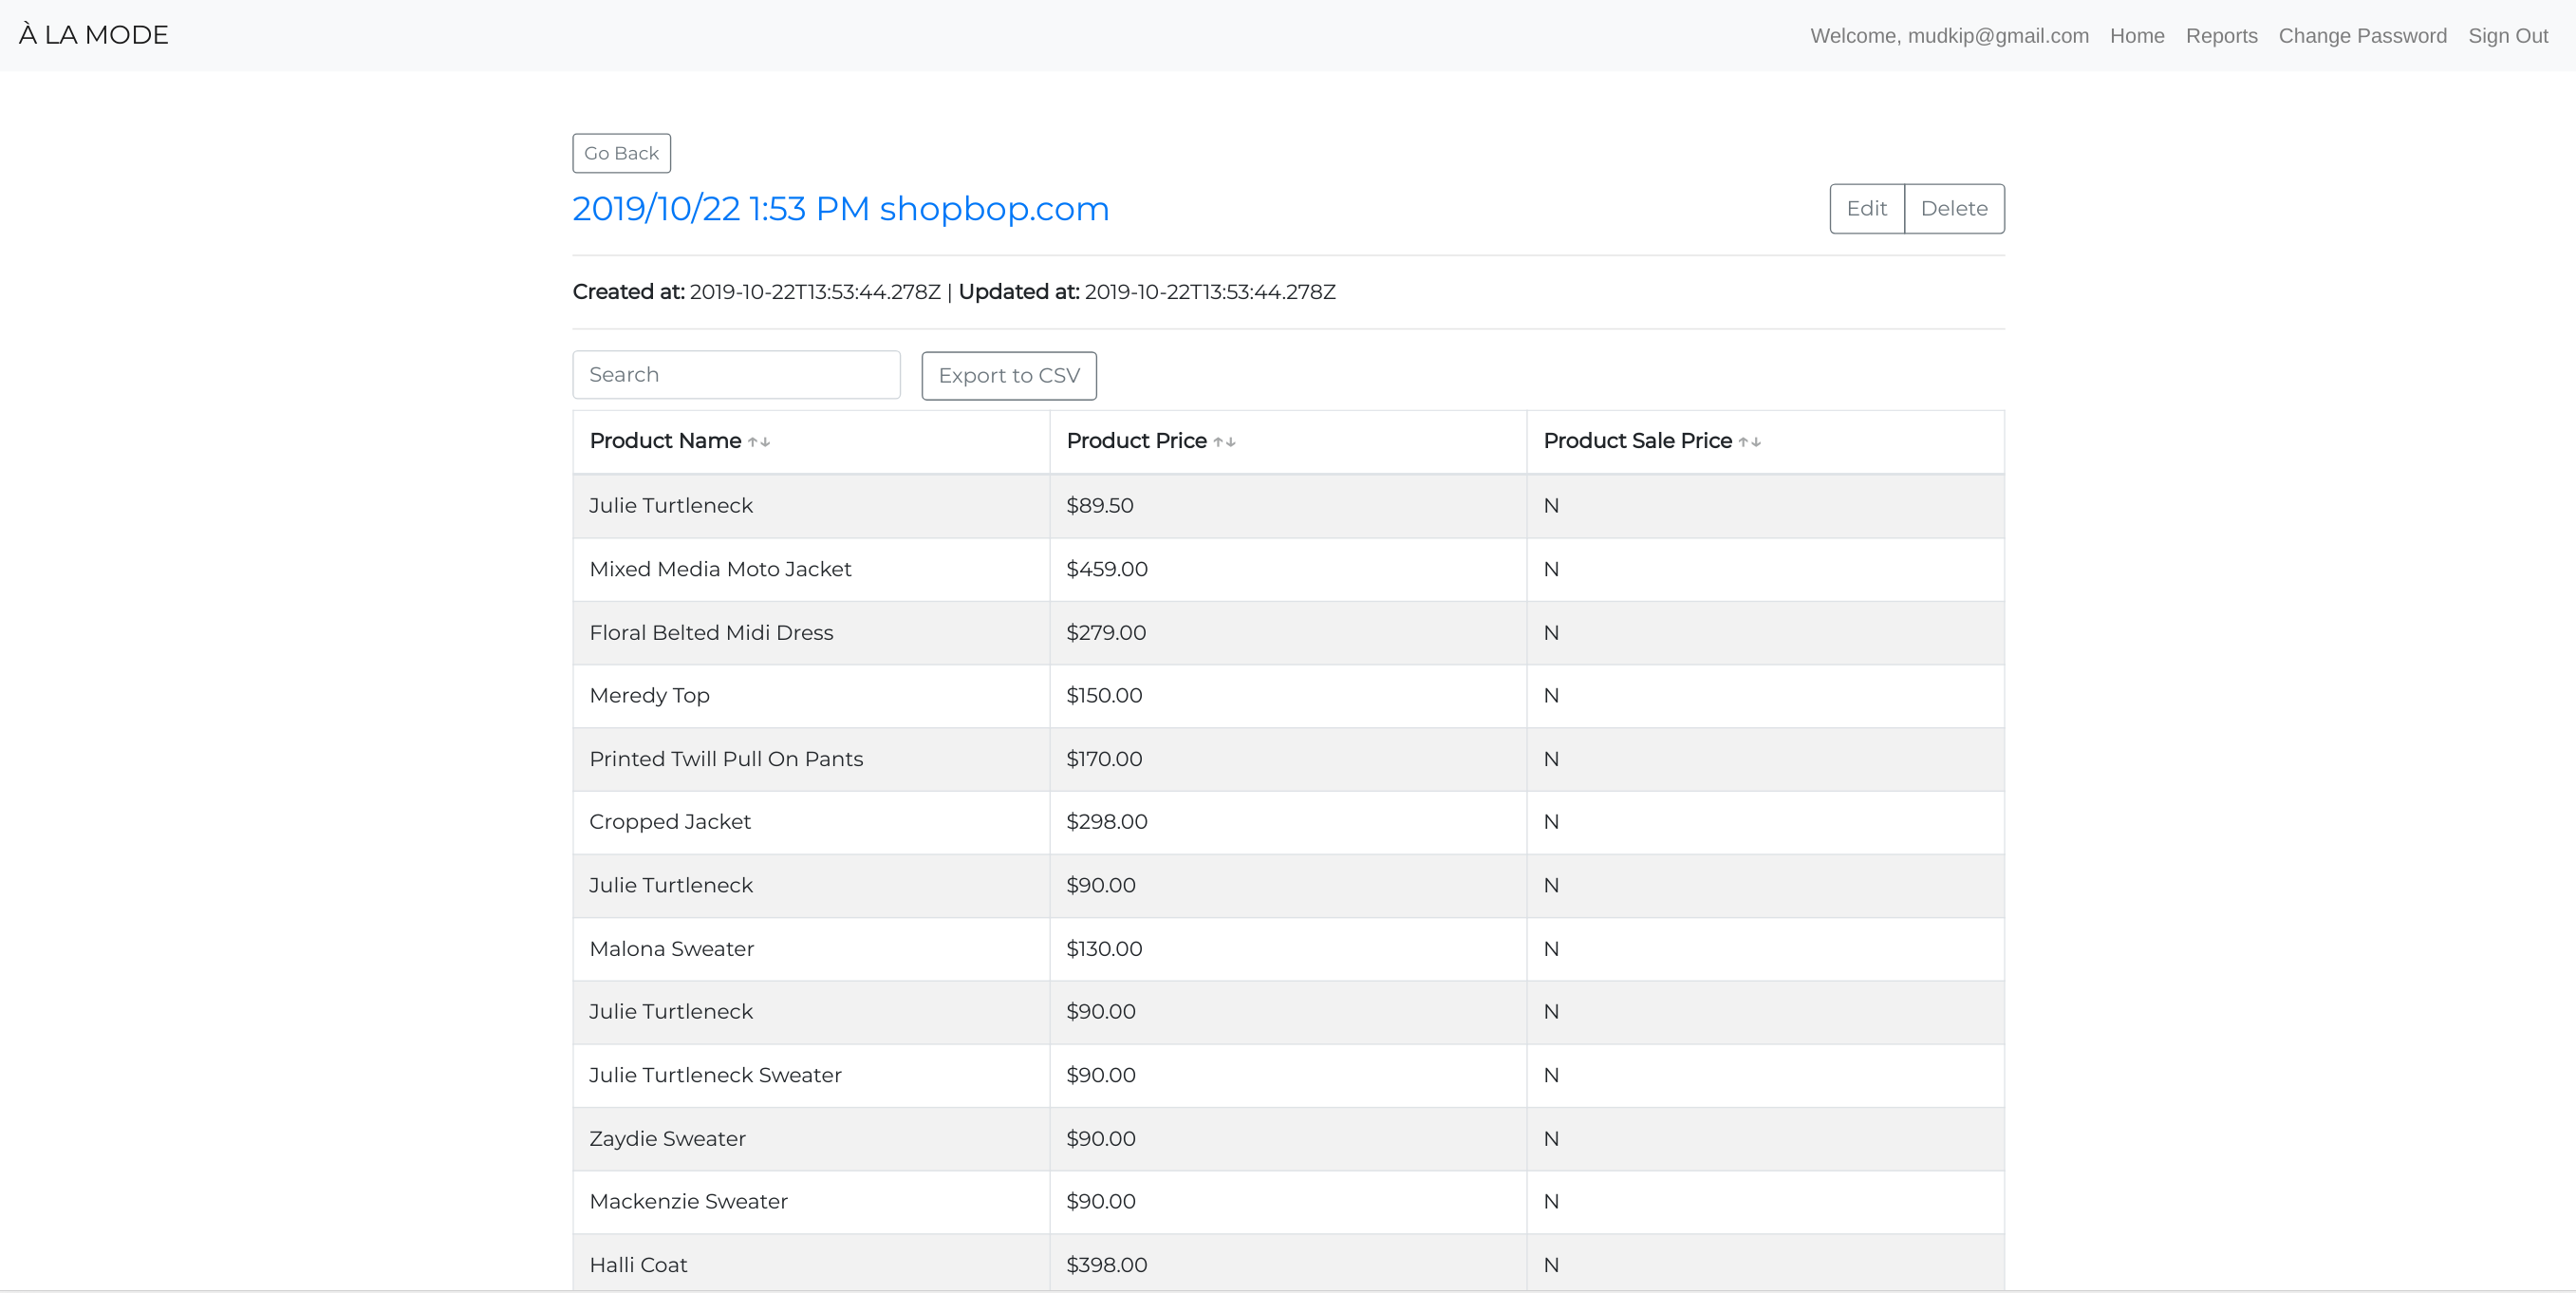 À LA MODE
Welcome, mudkip@gmail.com Home Reports Change Password Sign Out
Go Back
2019/10/22 1:53 PM shopbop.com
Edit Delete
Created at: 2019-10-22T13:53:44.278Z | Updated at: 2019-10-22T13:53:44.278Z
Search Export to CSV
Product Name ↑↓ Product Price ↑↓ Product Sale Price ↑↓
Julie Turtleneck $89.50 N
Mixed Media Moto Jacket $459.00 N
Floral Belted Midi Dress $279.00 N
Meredy Top $150.00 N
Printed Twill Pull On Pants $170.00 N
Cropped Jacket $298.00 N
Julie Turtleneck $90.00 N
Malona Sweater $130.00 N
Julie Turtleneck $90.00 N
Julie Turtleneck Sweater $90.00 N
Zaydie Sweater $90.00 N
Mackenzie Sweater $90.00 N
Halli Coat $398.00 N